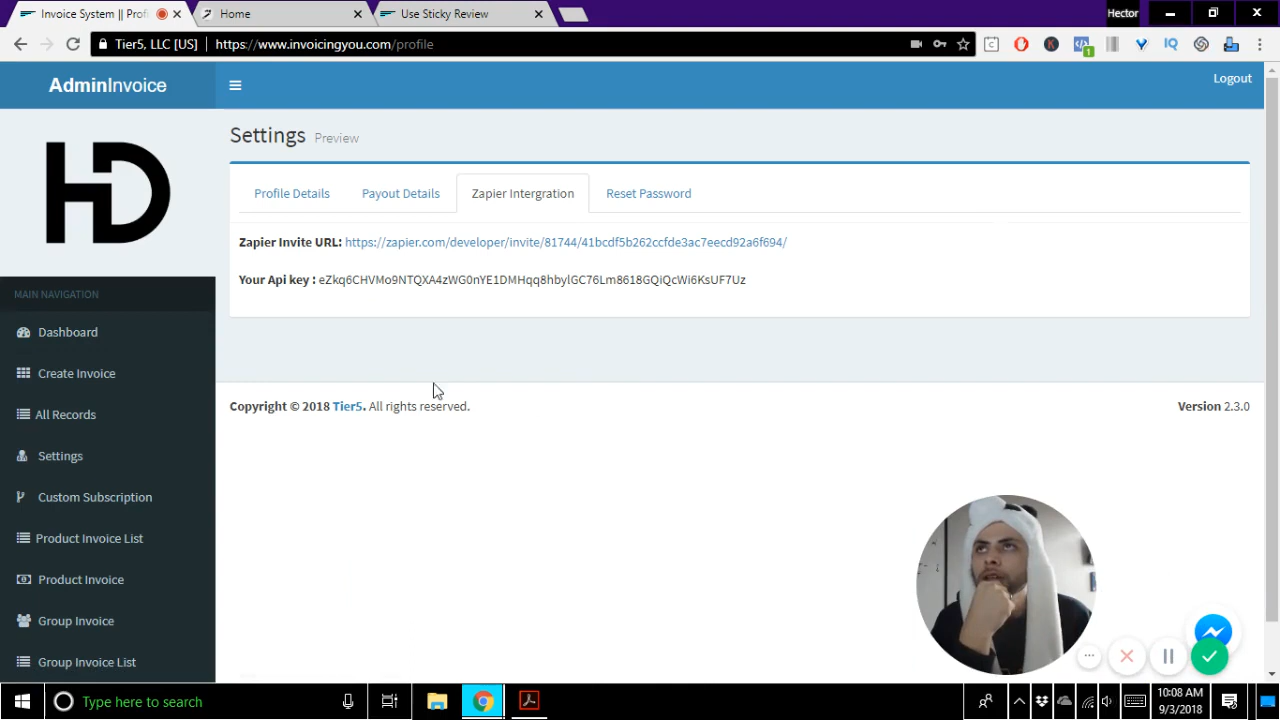 Invoice System || Profi
Home
Use Sticky Review
Hector
Tier5, LLC [US]
https://www.invoicingyou.com/profile
C
K
1
IQ
AdminInvoice
Logout
HD
Settings Preview
Profile Details
Payout Details
Zapier Intergration
Reset Password
Zapier Invite URL: https://zapier.com/developer/invite/81744/41bcdf5b262ccfde3ac7eecd92a6f694/
Your Api key : eZkq6CHVMo9NTQXA4zWG0nYE1DMHqq8hbylGC76Lm8618GQiQcWi6KsUF7Uz
MAIN NAVIGATION
Dashboard
Create Invoice
All Records
Settings
Custom Subscription
Product Invoice List
Product Invoice
Group Invoice
Group Invoice List
Copyright © 2018 Tier5. All rights reserved.
Version 2.3.0
Type here to search
10:08 AM
9/3/2018